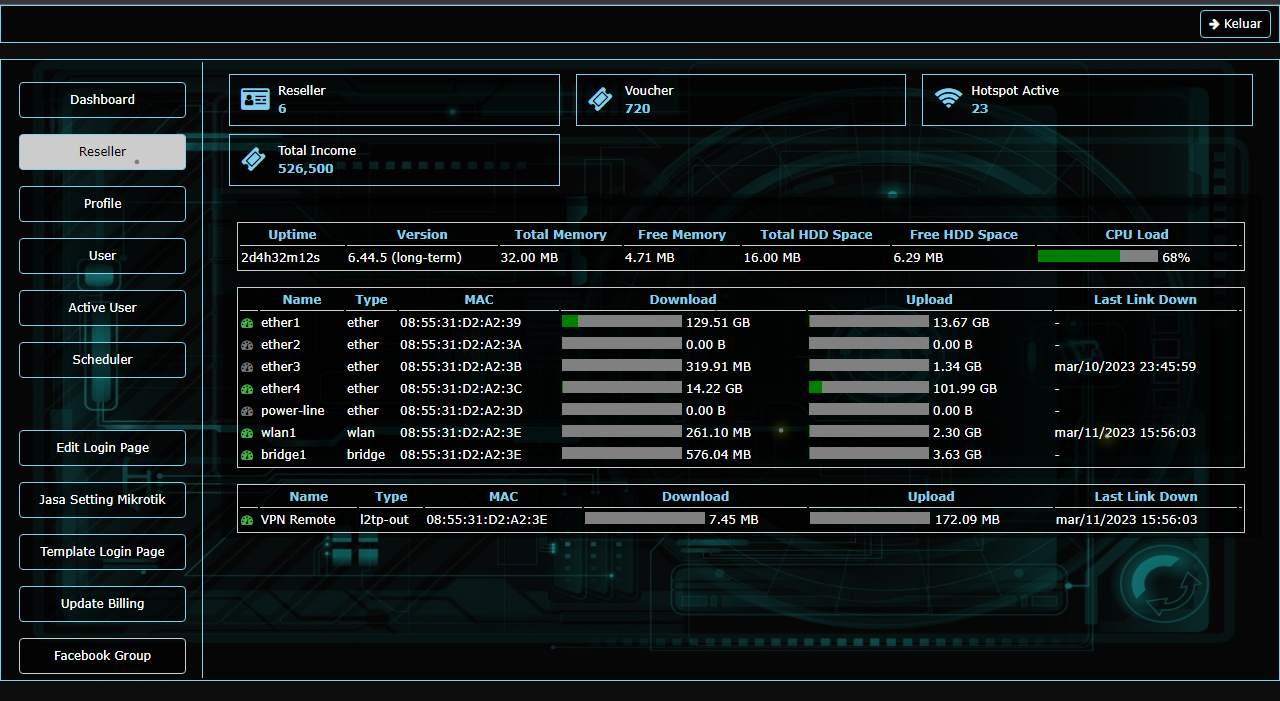 Keluar
Dashboard
Reseller
Profile
User
Active User
Scheduler
Edit Login Page
Jasa Setting Mikrotik
Template Login Page
Update Billing
Facebook Group
Reseller
6
Voucher
720
Hotspot Active
23
Total Income
526,500
Uptime Version Total Memory Free Memory Total HDD Space Free HDD Space CPU Load
2d4h32m12s 6.44.5 (long-term) 32.00 MB 4.71 MB 16.00 MB 6.29 MB 68%
Name Type MAC Download Upload Last Link Down
ether1 ether 08:55:31:D2:A2:39 129.51 GB 13.67 GB -
ether2 ether 08:55:31:D2:A2:3A 0.00 B 0.00 B -
ether3 ether 08:55:31:D2:A2:3B 319.91 MB 1.34 GB mar/10/2023 23:45:59
ether4 ether 08:55:31:D2:A2:3C 14.22 GB 101.99 GB -
power-line ether 08:55:31:D2:A2:3D 0.00 B 0.00 B -
wlan1 wlan 08:55:31:D2:A2:3E 261.10 MB 2.30 GB mar/11/2023 15:56:03
bridge1 bridge 08:55:31:D2:A2:3E 576.04 MB 3.63 GB -
Name Type MAC Download Upload Last Link Down
VPN Remote l2tp-out 08:55:31:D2:A2:3E 7.45 MB 172.09 MB mar/11/2023 15:56:03